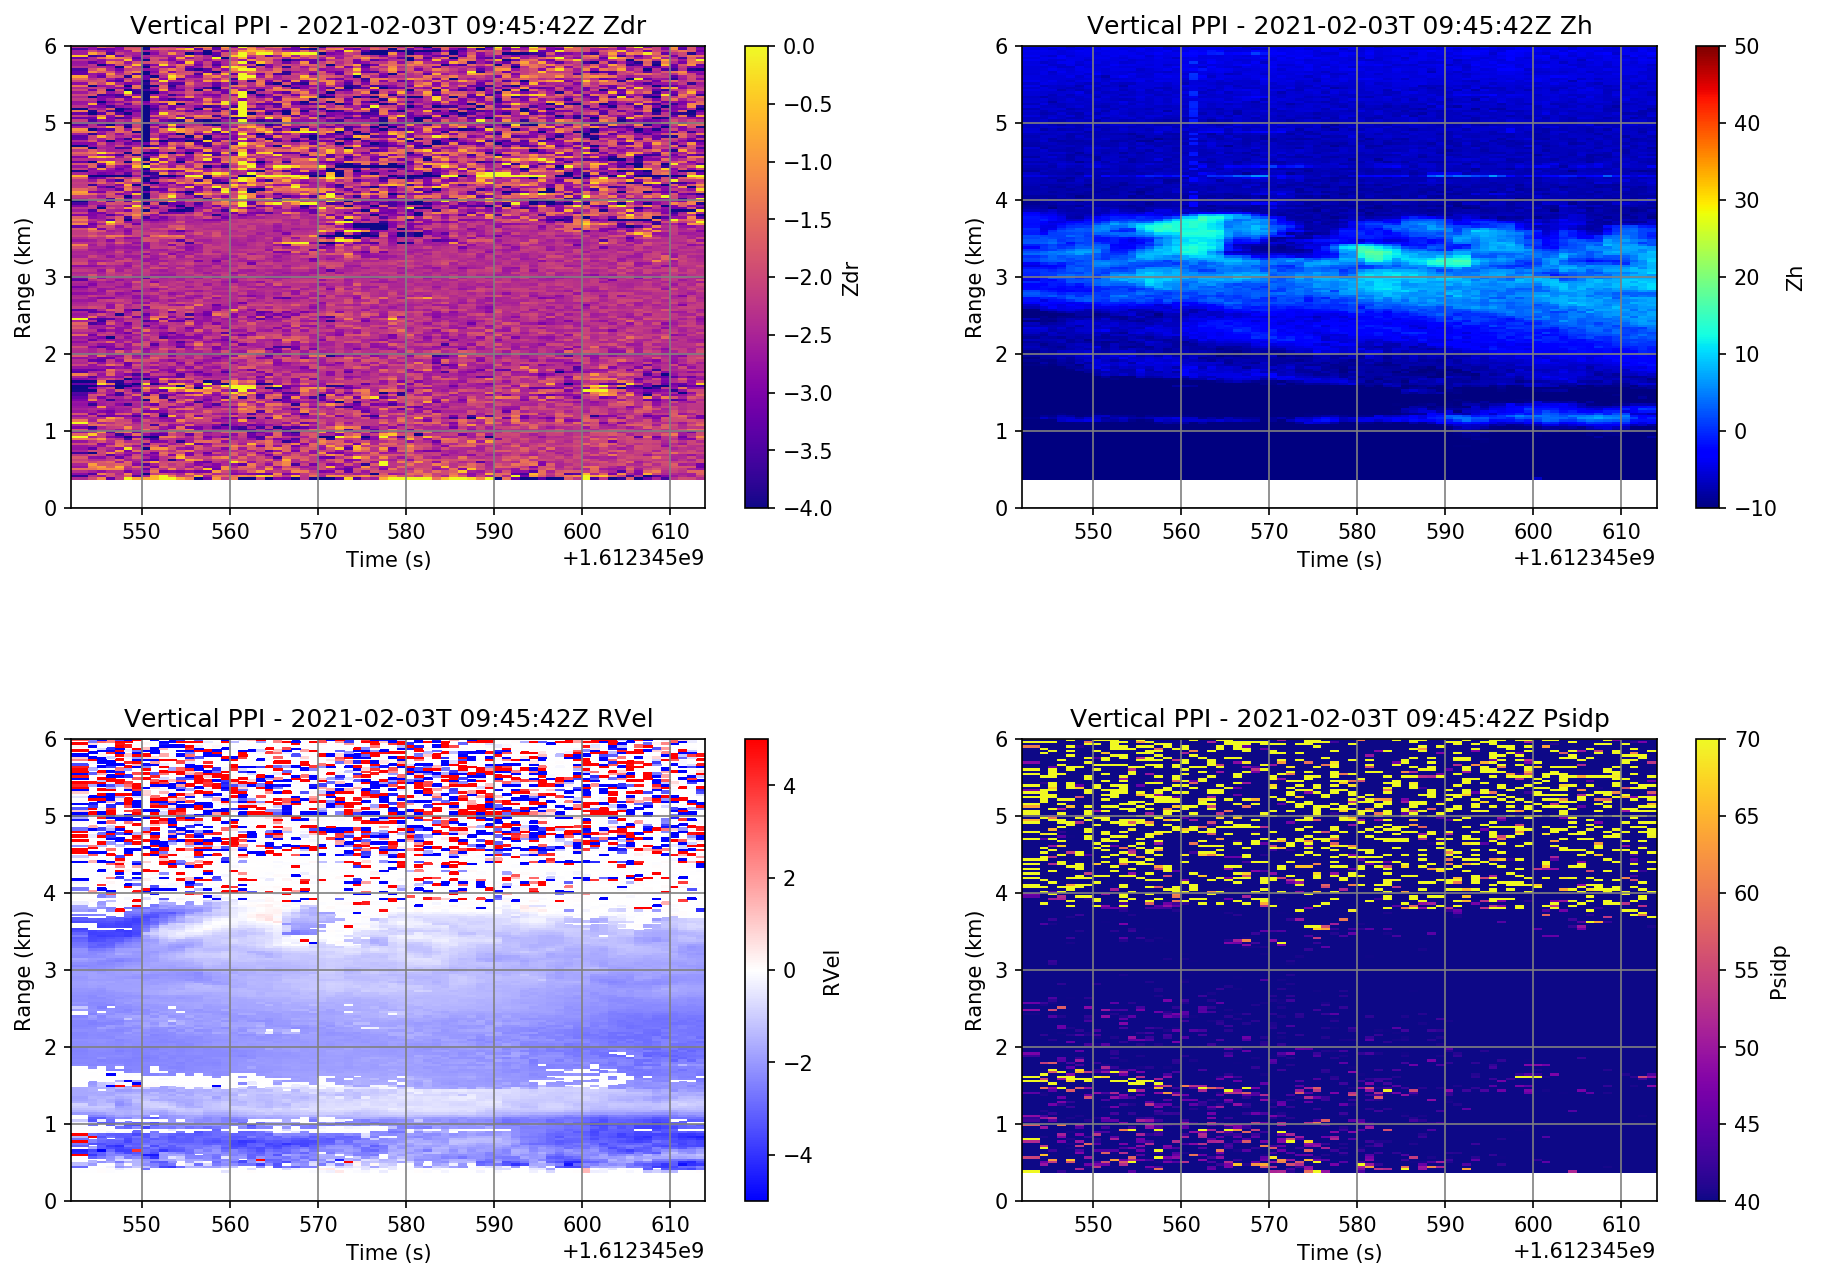 Vertical PPI - 2021-02-03T 09:45:42Z Zdr
6
5
4
3
2
1
0
Range (km)
550 560 570 580 590 600 610
Time (s)
+1.612345e9
0.0
−0.5
−1.0
−1.5
−2.0
−2.5
−3.0
−3.5
−4.0
Zdr
Vertical PPI - 2021-02-03T 09:45:42Z Zh
6
5
4
3
2
1
0
Range (km)
550 560 570 580 590 600 610
Time (s)
+1.612345e9
50
40
30
20
10
0
−10
Zh
Vertical PPI - 2021-02-03T 09:45:42Z RVel
6
5
4
3
2
1
0
Range (km)
550 560 570 580 590 600 610
Time (s)
+1.612345e9
4
2
0
−2
−4
RVel
Vertical PPI - 2021-02-03T 09:45:42Z Psidp
6
5
4
3
2
1
0
Range (km)
550 560 570 580 590 600 610
Time (s)
+1.612345e9
70
65
60
55
50
45
40
Psidp